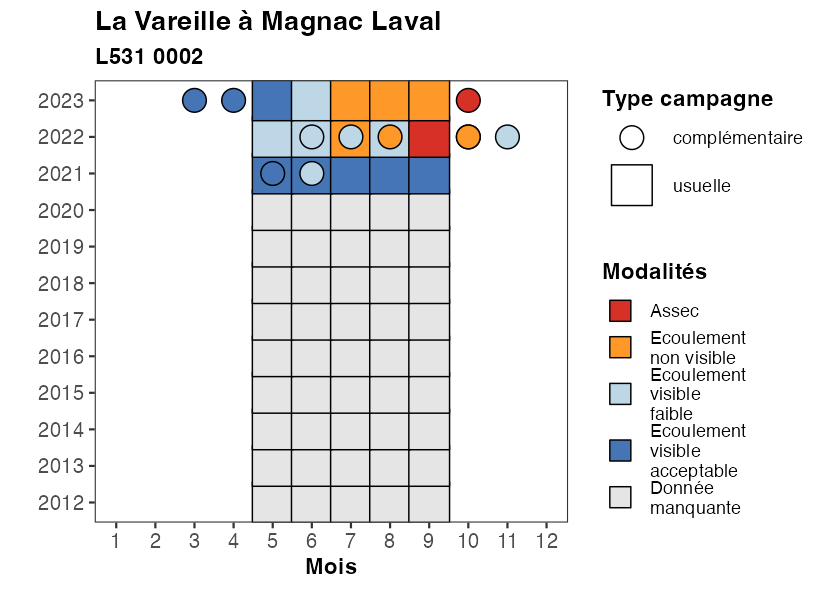 La Vareille à Magnac Laval
L531 0002
2023
2022
2021
2020
2019
2018
2017
2016
2015
2014
2013
2012
1 2 3 4 5 6 7 8 9 10 11 12
Mois
Type campagne
complémentaire
usuelle
Modalités
Assec
Ecoulement
non visible
Ecoulement
visible
faible
Ecoulement
visible
acceptable
Donnée
manquante